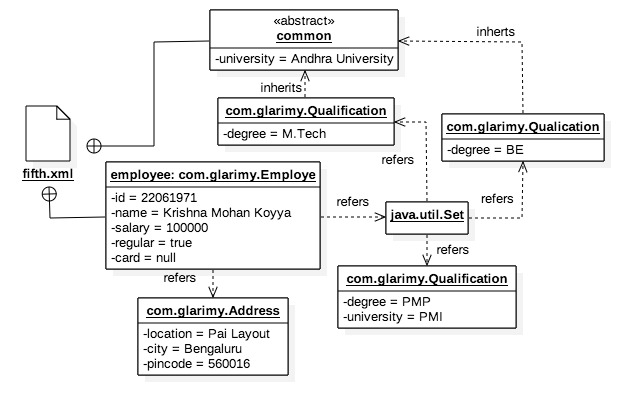 «abstract»
common
-university = Andhra University
inherits
inherits
com.glarimy.Qualification
-degree = M.Tech
com.glarimy.Qualication
-degree = BE
fifth.xml
refers
employee: com.glarimy.Employe
-id = 22061971
-name = Krishna Mohan Koyya
-salary = 100000
-regular = true
-card = null
refers
java.util.Set
refers
refers
refers
com.glarimy.Qualification
-degree = PMP
-university = PMI
com.glarimy.Address
-location = Pai Layout
-city = Bengaluru
-pincode = 560016